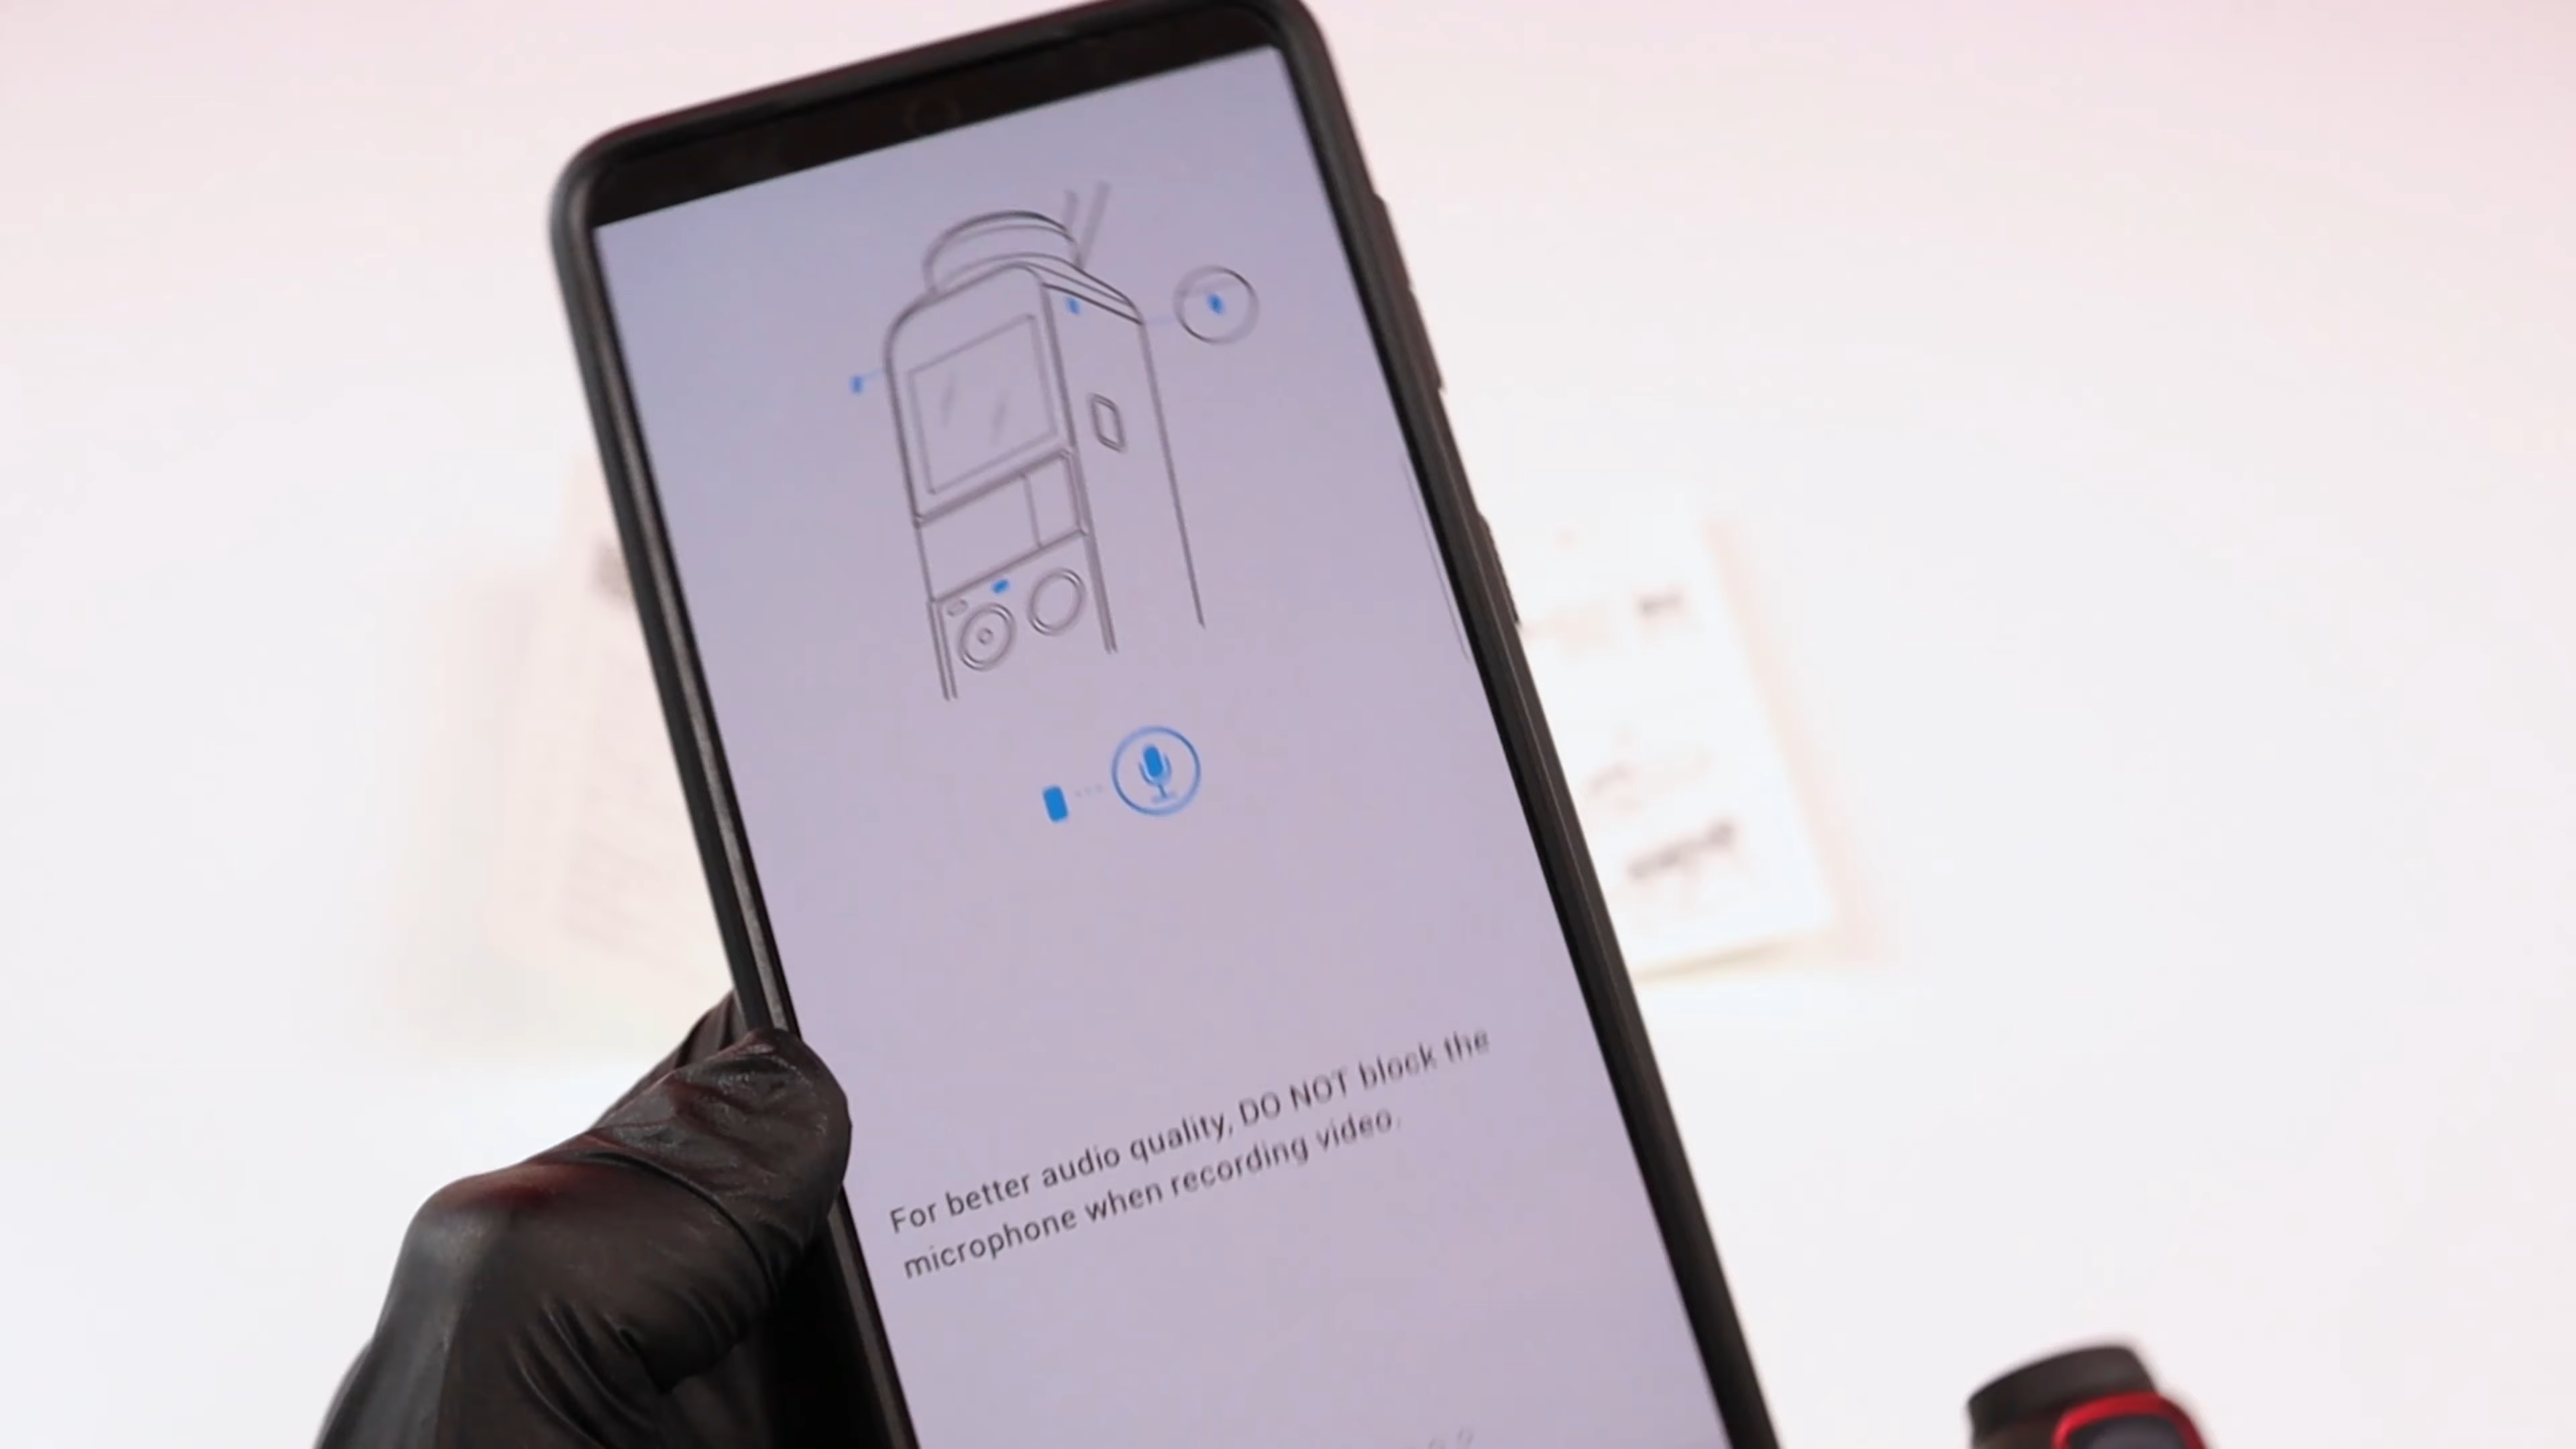 For better audio quality, DO NOT block the
microphone when recording video.